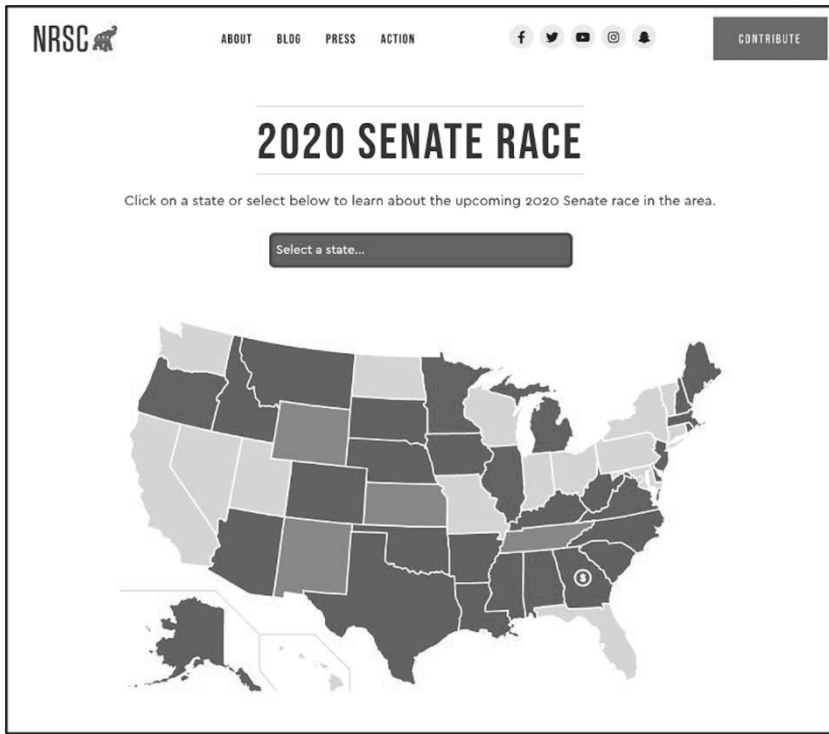 NRSC
ABOUT BLOG PRESS ACTION
CONTRIBUTE
2020 SENATE RACE
Click on a state or select below to learn about the upcoming 2020 Senate race in the area.
Select a state...
S